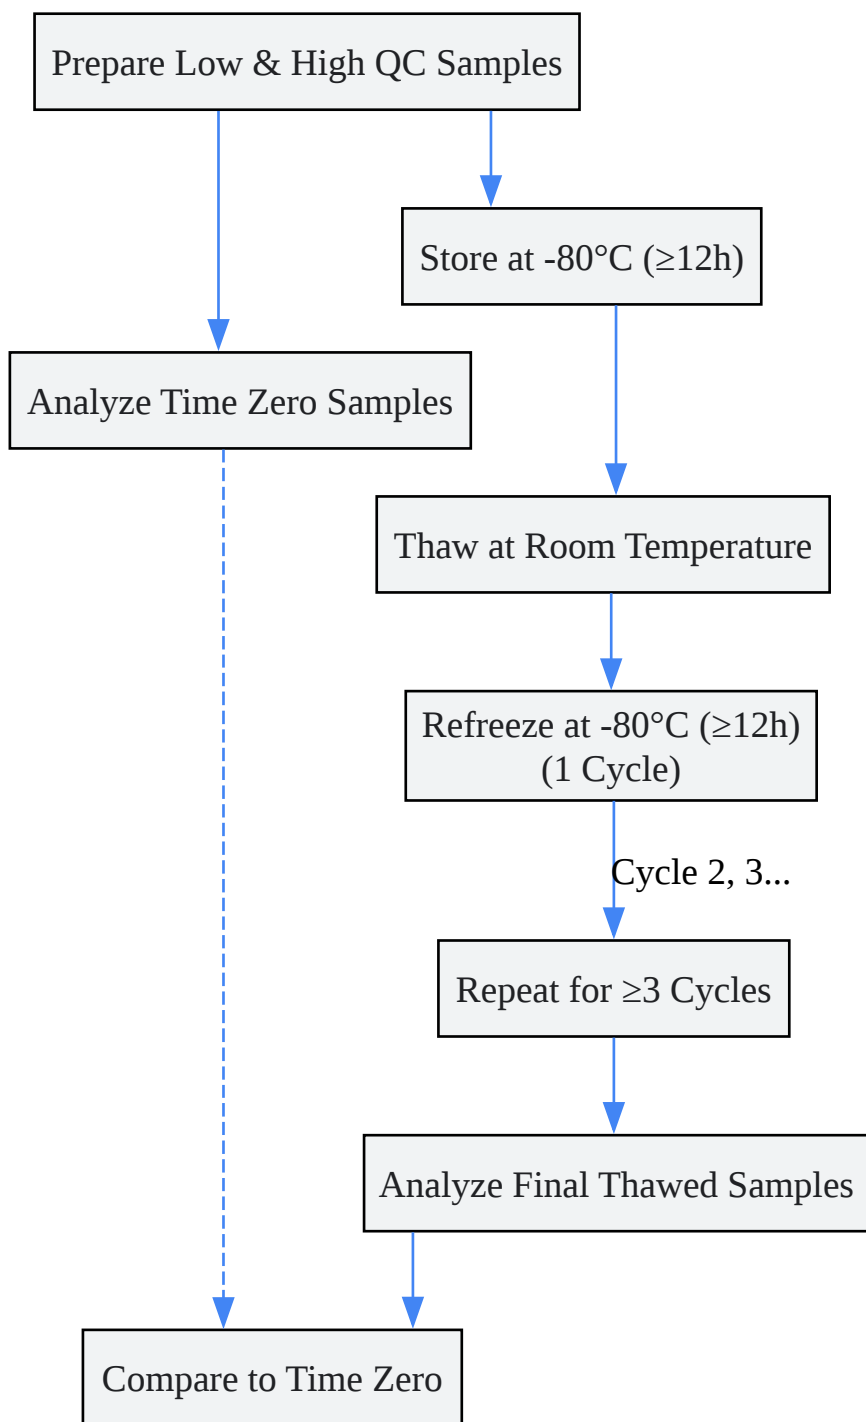 Prepare Low & High QC Samples
Store at -80°C (≥12h)
Analyze Time Zero Samples
Thaw at Room Temperature
Refreeze at -80°C (≥12h)
(1 Cycle)
Cycle 2, 3...
Repeat for ≥3 Cycles
Analyze Final Thawed Samples
Compare to Time Zero